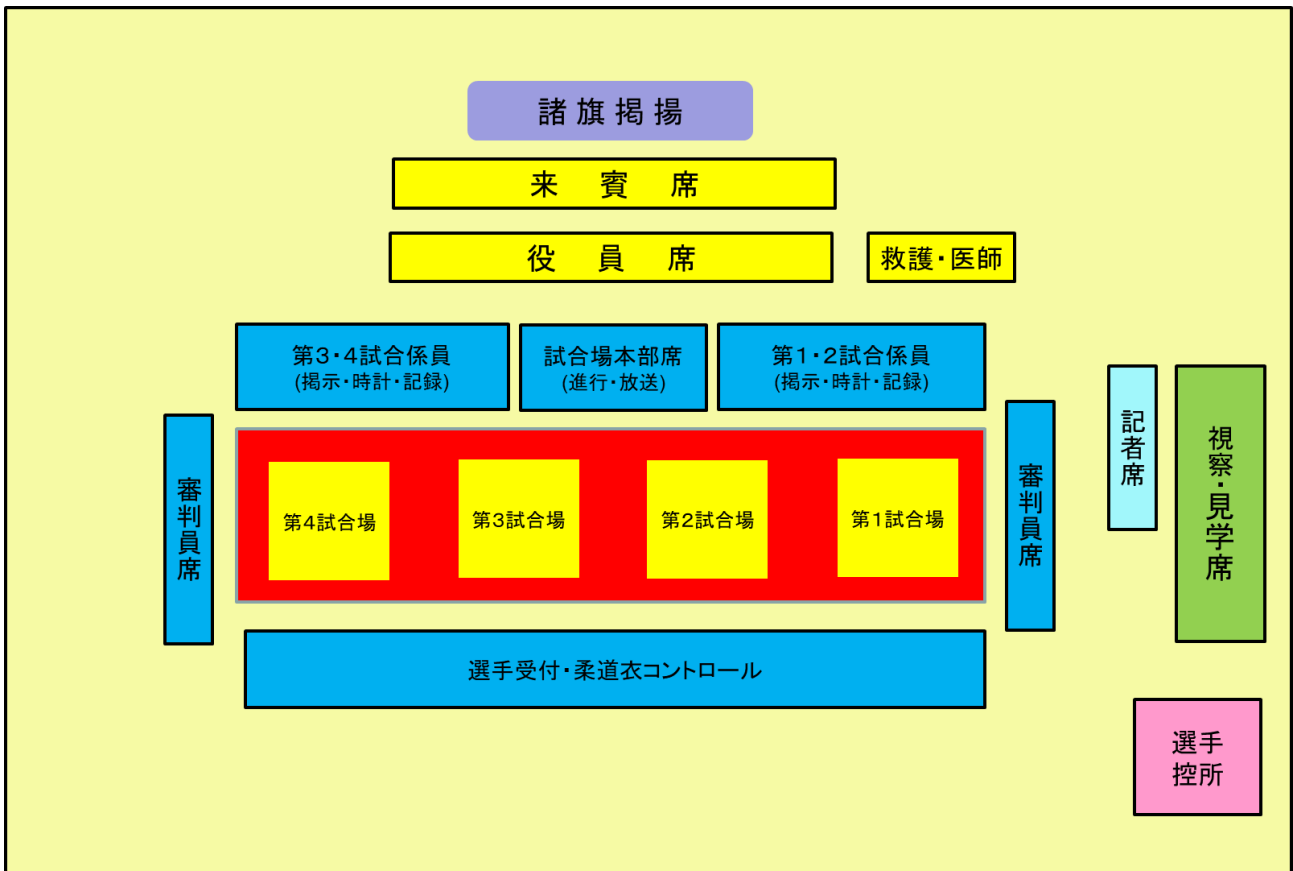 諸旗掲揚
来賓席
役員席
救護・医師
第3・4試合係員
(掲示・時計・記録)
試合場本部席
(進行・放送)
第1・2試合係員
(掲示・時計・記録)
審判員席
第4試合場
第3試合場
第2試合場
第1試合場
審判員席
記者席
視察・見学席
選手受付・柔道衣コントロール
選手
控所